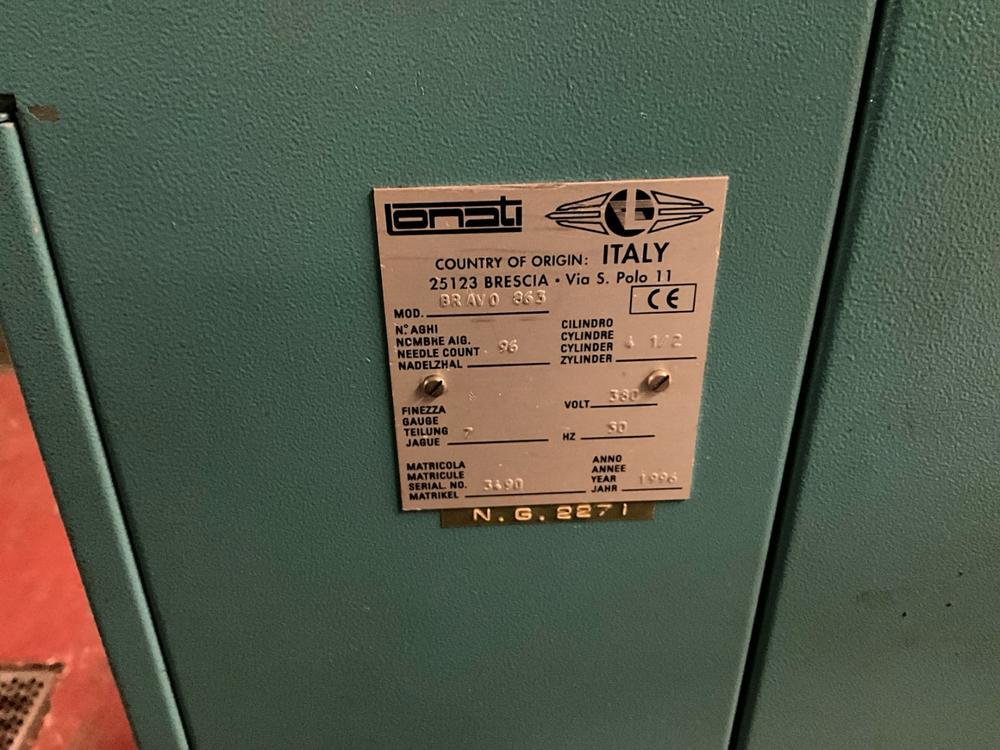 Lonati
L
COUNTRY OF ORIGIN: ITALY
25123 BRESCIA • Via S. Polo 11
MOD. BRAVO 863
CE
N.° AGHI
NCMBHE AIG.
NEEDLE COUNT 96
NADELZHAL
CILINDRO
CYLINDRE
CYLINDER 4 1/2
ZYLINDER
FINEZZA
GAUGE
TEILUNG
JAGUE 7
VOLT 380
HZ 50
MATRICOLA
MATRICULE
SERIAL. NO. 3490
MATRIKEL
ANNO
ANNEE
YEAR 1996
JAHR
N.G.2271